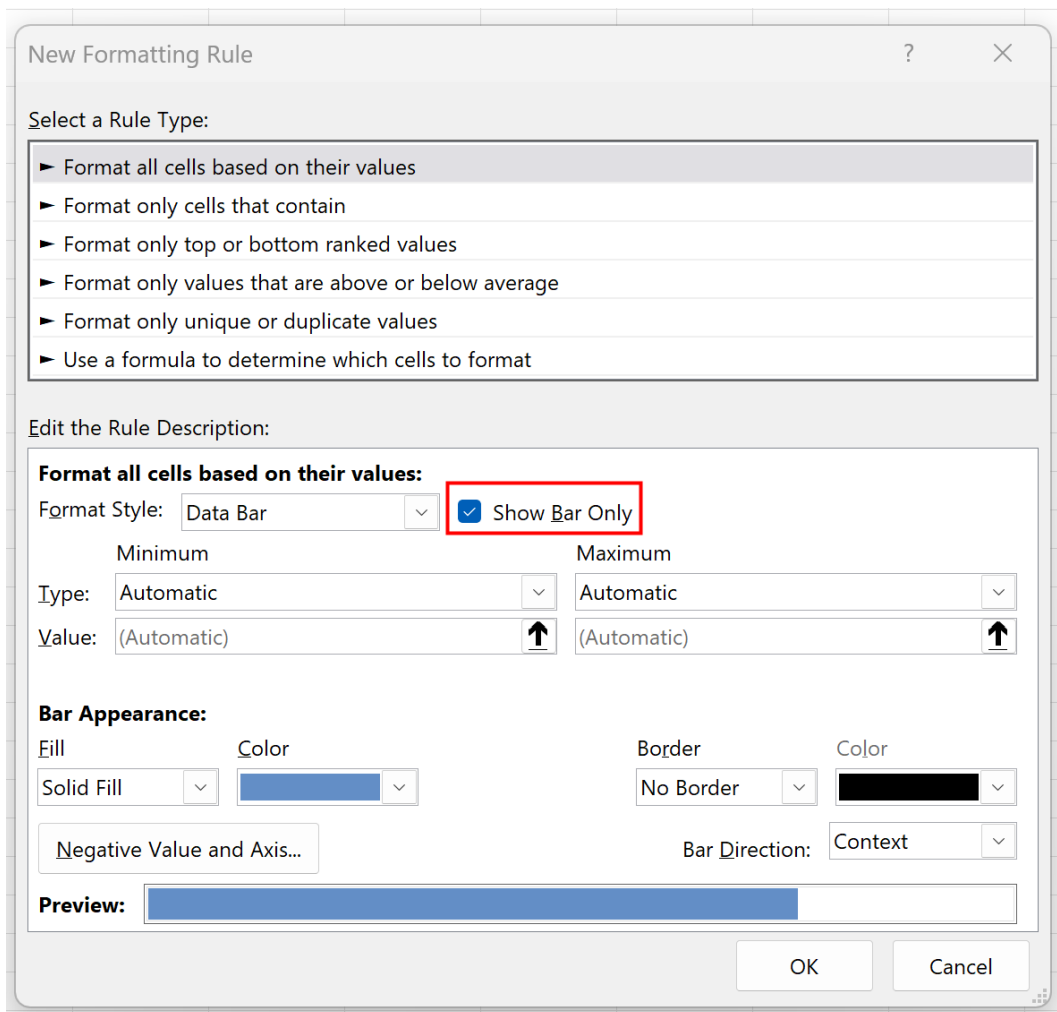 New Formatting Rule ?
Select a Rule Type:
► Format all cells based on their values
► Format only cells that contain
► Format only top or bottom ranked values
► Format only values that are above or below average
► Format only unique or duplicate values
► Use a formula to determine which cells to format
Edit the Rule Description:
Format all cells based on their values:
Format Style: Data Bar Show Bar Only
Minimum Maximum
Type: Automatic Automatic
Value: (Automatic) (Automatic)
Bar Appearance:
Fill Color Border Color
Solid Fill No Border
Negative Value and Axis... Bar Direction: Context
Preview:
OK Cancel